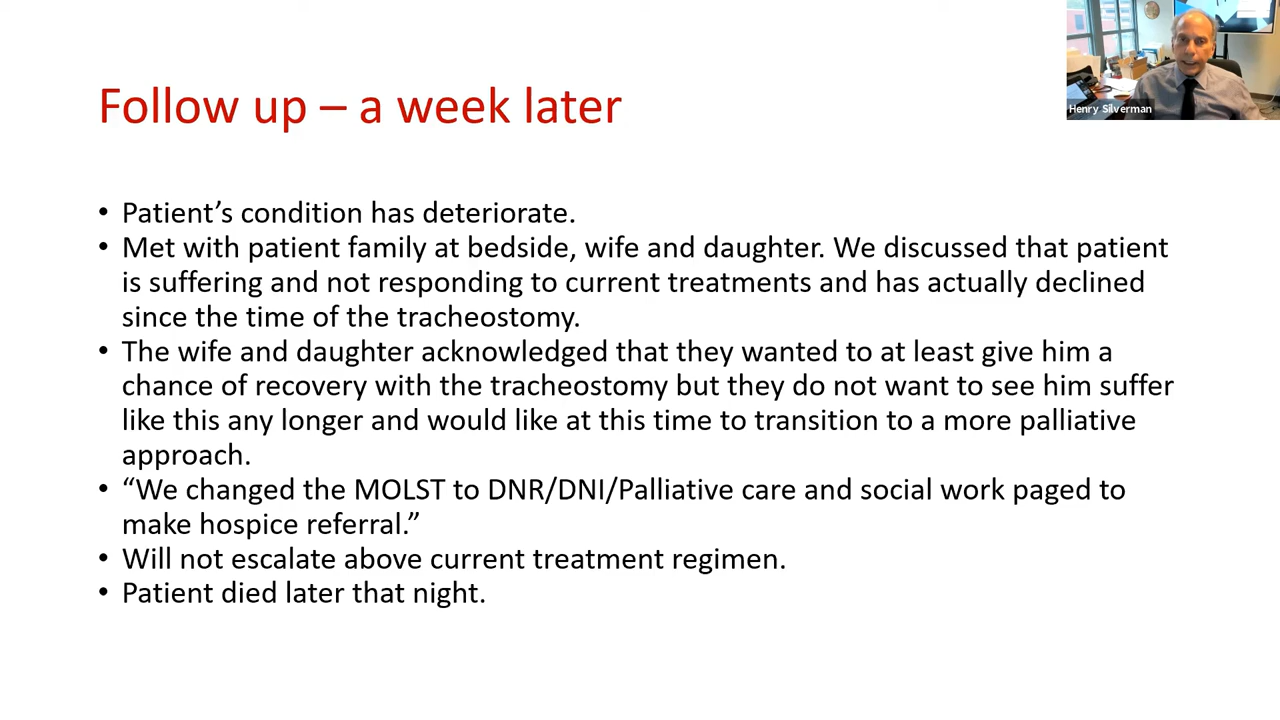 Henry Silverman
Follow up – a week later
• Patient’s condition has deteriorate.
• Met with patient family at bedside, wife and daughter. We discussed that patient
is suffering and not responding to current treatments and has actually declined
since the time of the tracheostomy.
• The wife and daughter acknowledged that they wanted to at least give him a
chance of recovery with the tracheostomy but they do not want to see him suffer
like this any longer and would like at this time to transition to a more palliative
approach.
• “We changed the MOLST to DNR/DNI/Palliative care and social work paged to
make hospice referral.”
• Will not escalate above current treatment regimen.
• Patient died later that night.